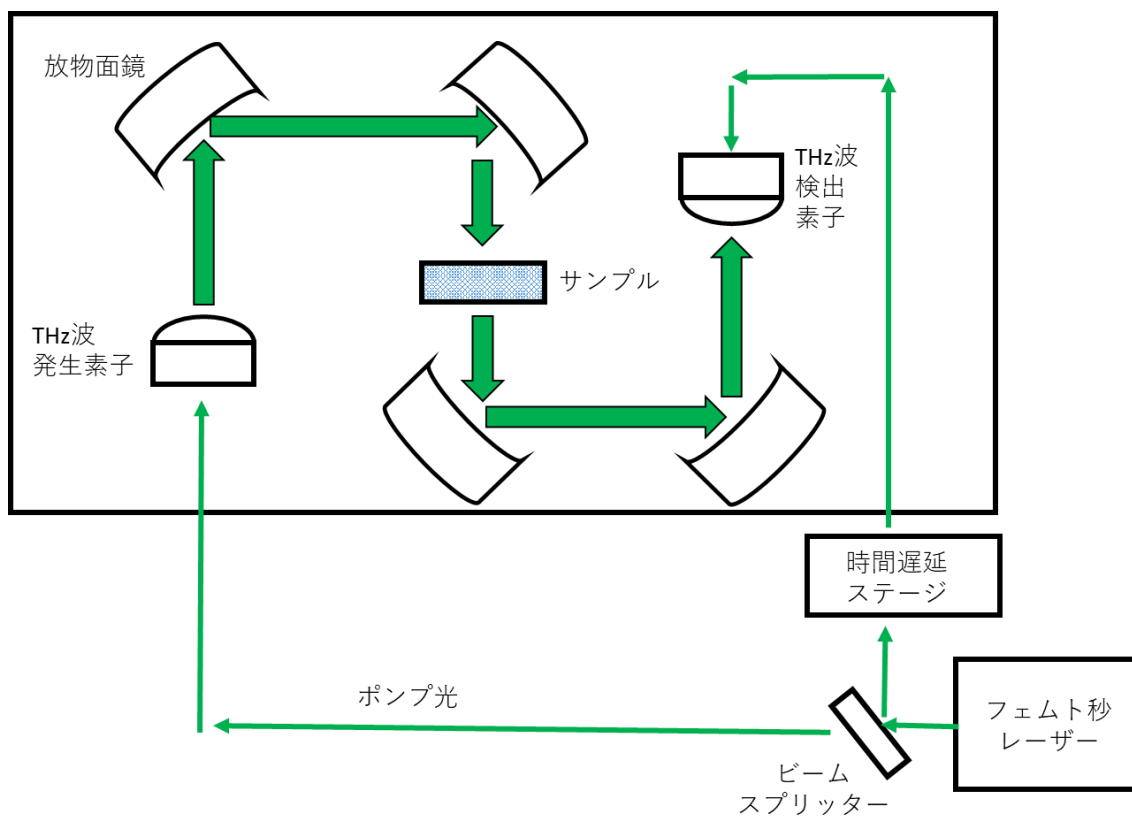 放物面鏡
THz波
検出
素子
サンプル
THz波
発生素子
時間遅延
ステージ
ポンプ光
フェムト秒
レーザー
ビーム
スプリッター